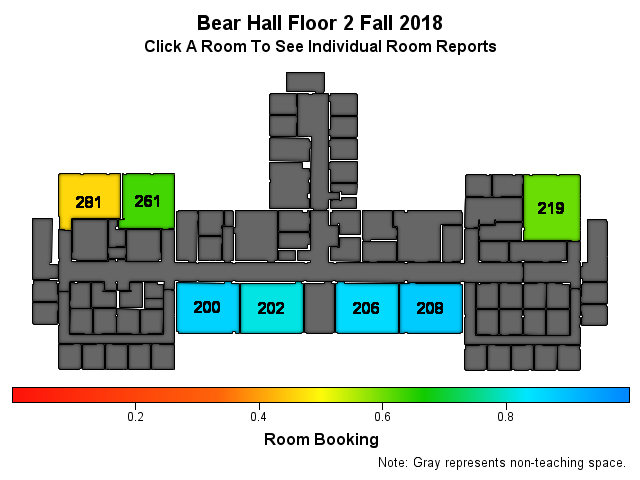 Bear Hall Floor 2 Fall 2018
Click A Room To See Individual Room Reports
281
261
219
200
202
206
208
0.2
0.4
0.6
0.8
Room Booking
Note: Gray represents non-teaching space.